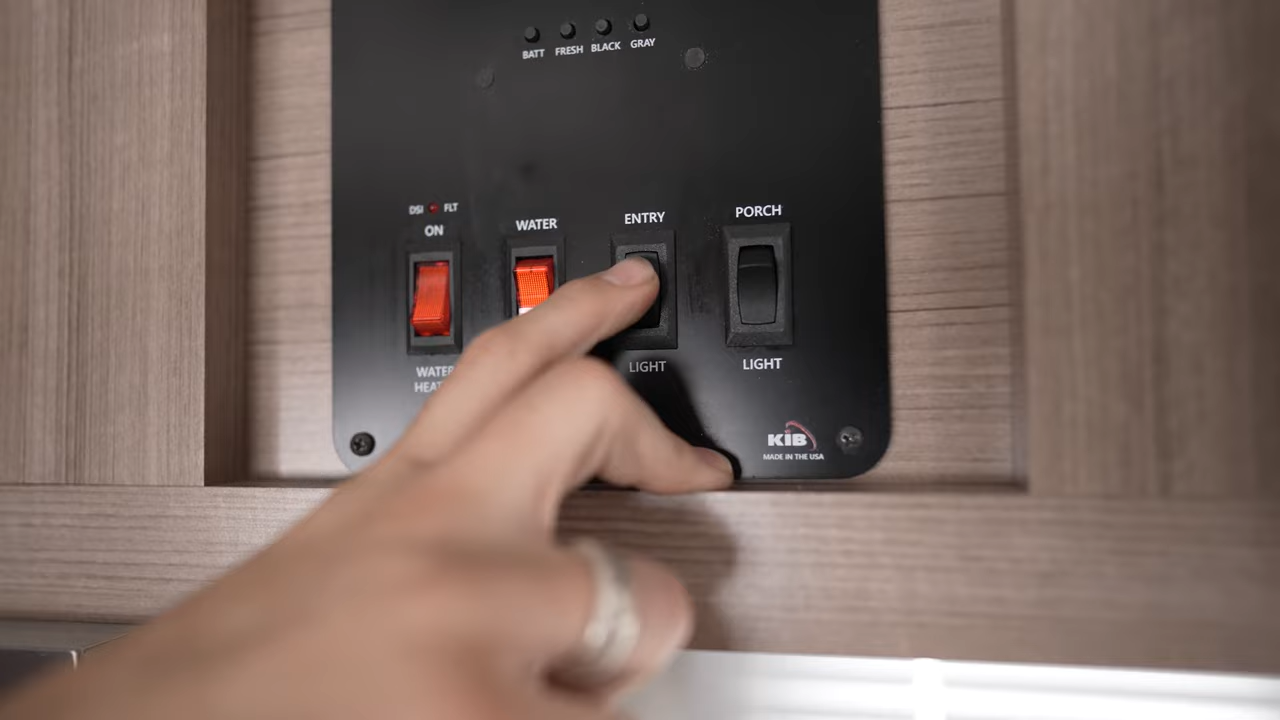 BATT FRESH BLACK GRAY
DSI FLT
ON
WATER
ENTRY
PORCH
WATER
LIGHT
LIGHT
KIB
MADE IN THE USA